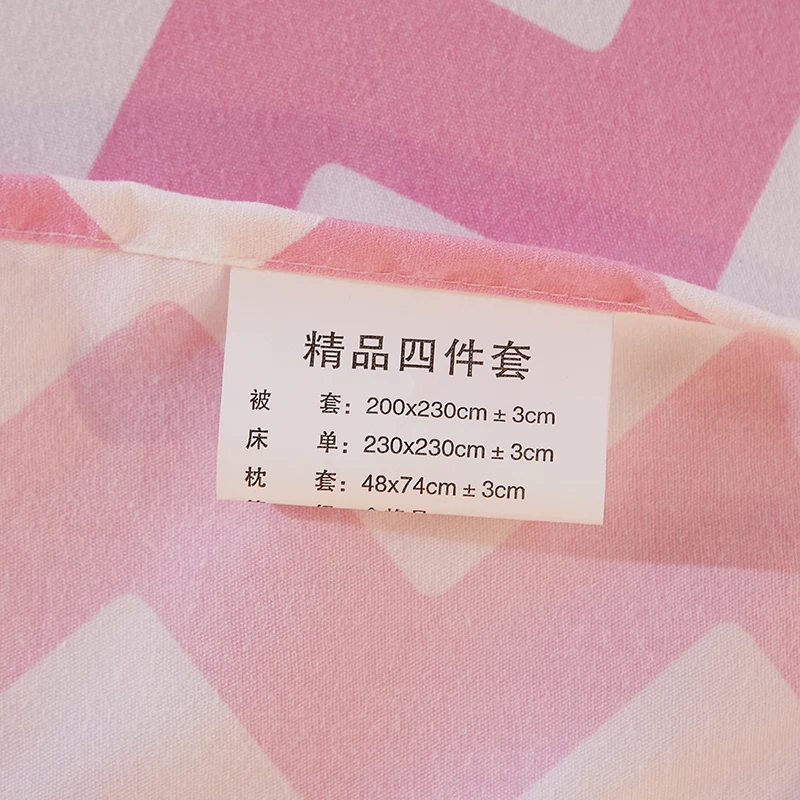 精品四件套
被 套：200x230cm ± 3cm
床 单：230x230cm ± 3cm
枕 套：48x74cm ± 3cm